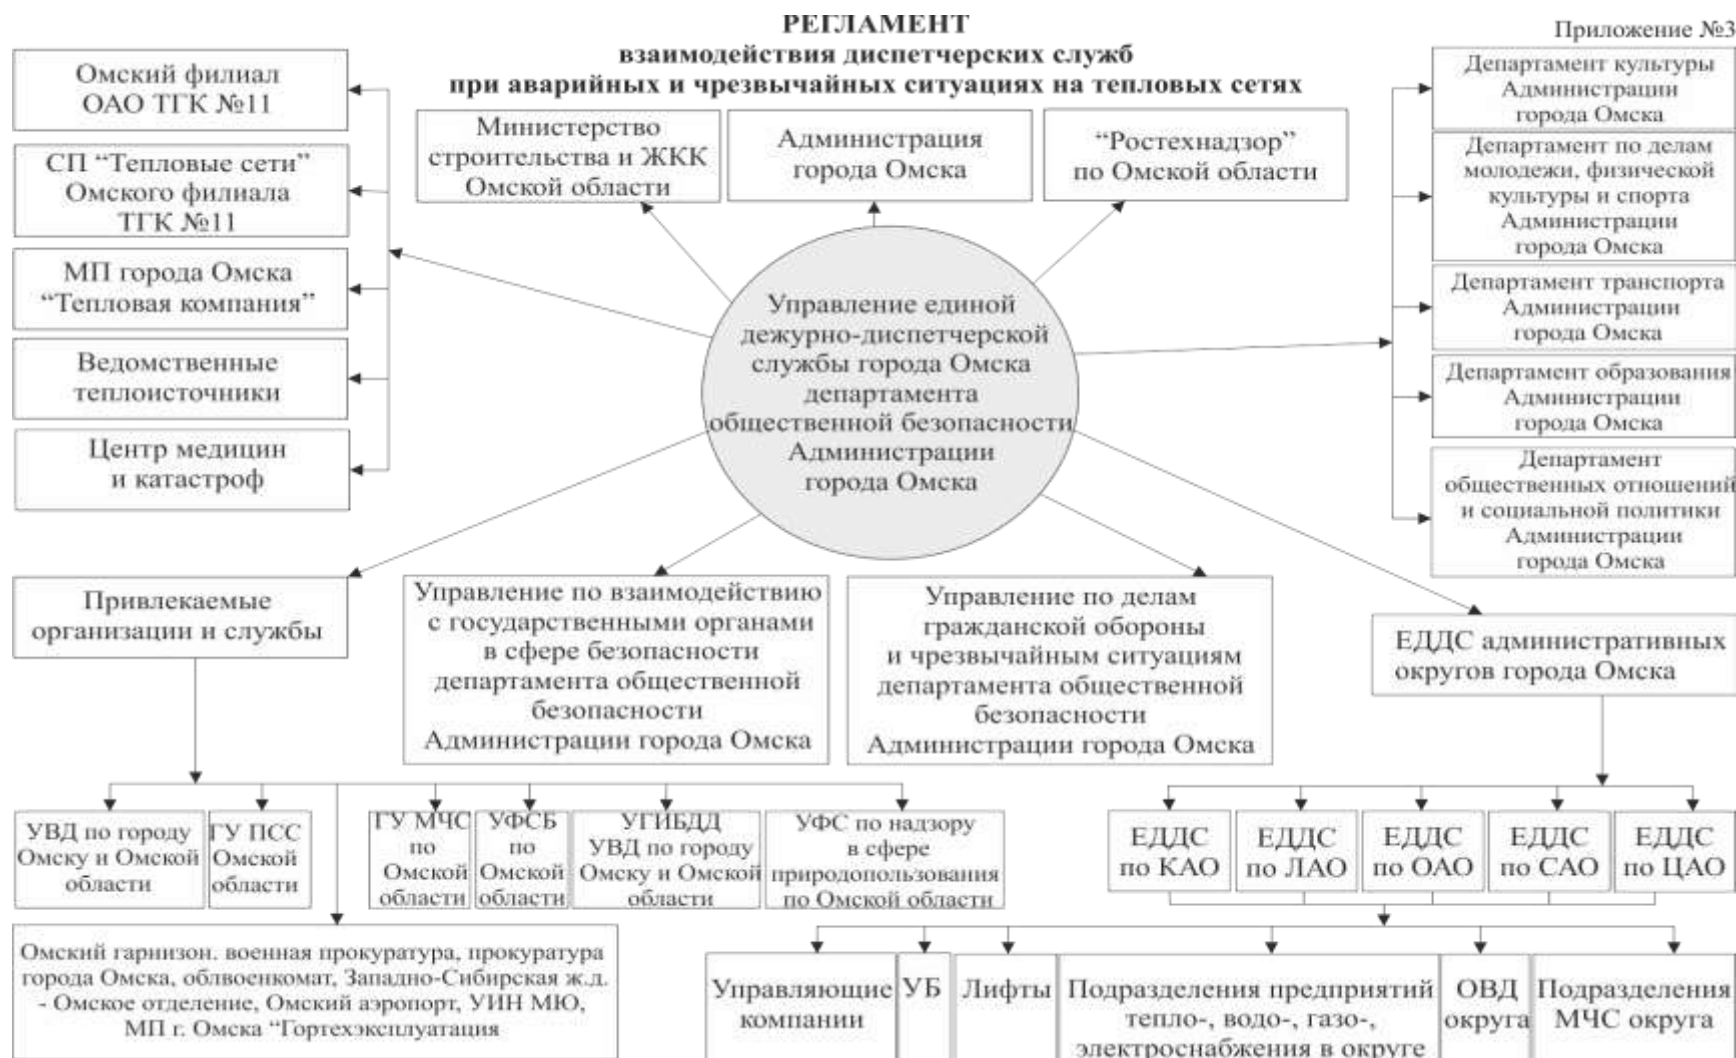 РЕГЛАМЕНТ
взаимодействия диспетчерских служб
при аварийных и чрезвычайных ситуациях на тепловых сетях
Приложение №3
Омский филиал
ОАО ТГК №11
СП “Тепловые сети”
Омского филиала
ТГК №11
МП города Омска
“Тепловая компания”
Ведомственные
теплоисточники
Центр медицин
и катастроф
Министерство
строительства и ЖКК
Омской области
Администрация
города Омска
“Ростехнадзор”
по Омской области
Департамент культуры
Администрации
города Омска
Департамент по делам
молодежи, физической
культуры и спорта
Администрации
города Омска
Департамент транспорта
Администрации
города Омска
Департамент образования
Администрации
города Омска
Департамент
общественных отношений
и социальной политики
Администрации
города Омска
Управление единой
дежурно-диспетчерской
службы города Омска
департамента
общественной безопасности
Администрации
города Омска
Привлекаемые
организации и службы
Управление по взаимодействию
с государственными органами
в сфере безопасности
департамента общественной
безопасности
Администрации города Омска
Управление по делам
гражданской обороны
и чрезвычайным ситуациям
департамента общественной
безопасности
Администрации города Омска
ЕДДС административных
округов города Омска
УВД по городу
Омску и Омской
области
ГУ ПСС
Омской
области
ГУ МЧС
по
Омской
области
УФСБ
по
Омской
области
УГИБДД
УВД по городу
Омску и Омской
области
УФС по надзору
в сфере
природопользования
по Омской области
ЕДДС
по КАО
ЕДДС
по ЛАО
ЕДДС
по ОАО
ЕДДС
по САО
ЕДДС
по ЦАО
Омский гарнизон. военная прокуратура, прокуратура
города Омска, облвоенкомат, Западно-Сибирская ж.д.
- Омское отделение, Омский аэропорт, УИН МЮ,
МП г. Омска “Гортехэксплуатация
Управляющие
компании
УБ
Лифты
Подразделения предприятий
тепло-, водо-, газо-,
электроснабжения в округе
ОВД
округа
Подразделения
МЧС округа